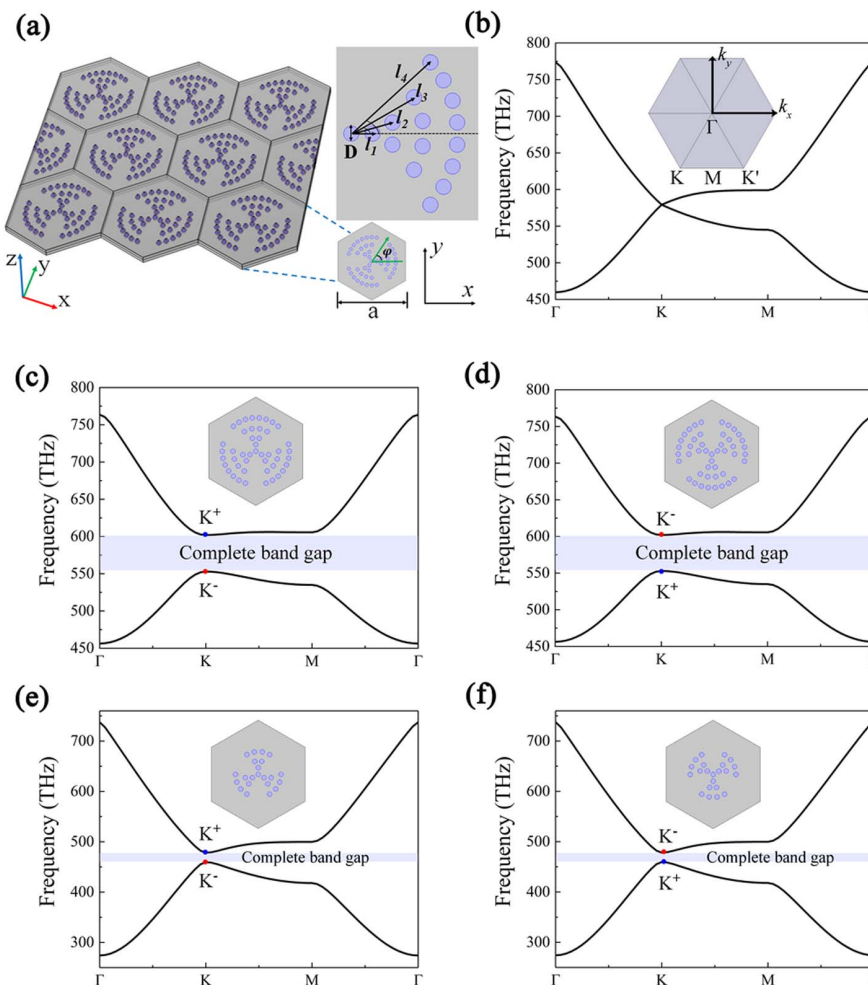 (a)
l4
l3
l2
l1
D
φ
a
z
y
x
y
x
(b)
Frequency (THz)
800
750
700
650
600
550
500
450
ky
kx
Γ
K M K'
Γ K M
(c)
Frequency (THz)
800
750
700
650
600
550
500
450
K+
Complete band gap
K-
Γ K M Γ
(d)
Frequency (THz)
800
750
700
650
600
550
500
450
K-
Complete band gap
K+
Γ K M
(e)
Frequency (THz)
700
600
500
400
300
K+
Complete band gap
K-
Γ K M Γ
(f)
Frequency (THz)
700
600
500
400
300
K-
Complete band gap
K+
Γ K M